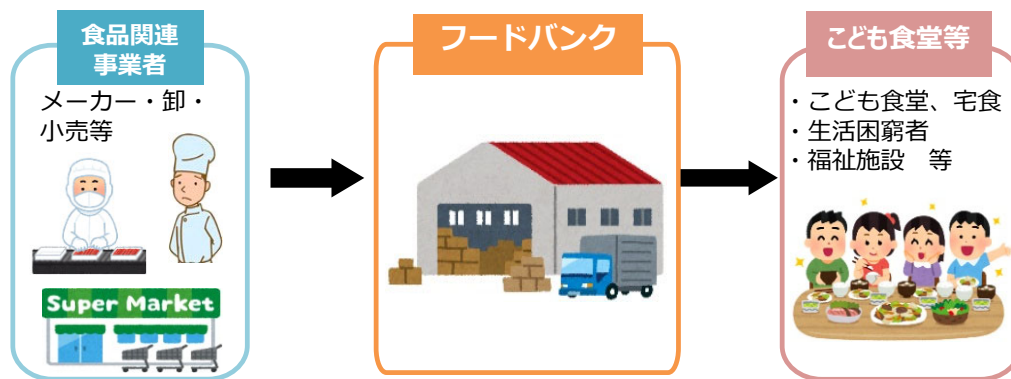 食品関連
事業者
メーカー・卸・
小売等
Super Market
フードバンク
こども食堂等
・こども食堂、宅食
・生活困窮者
・福祉施設　等